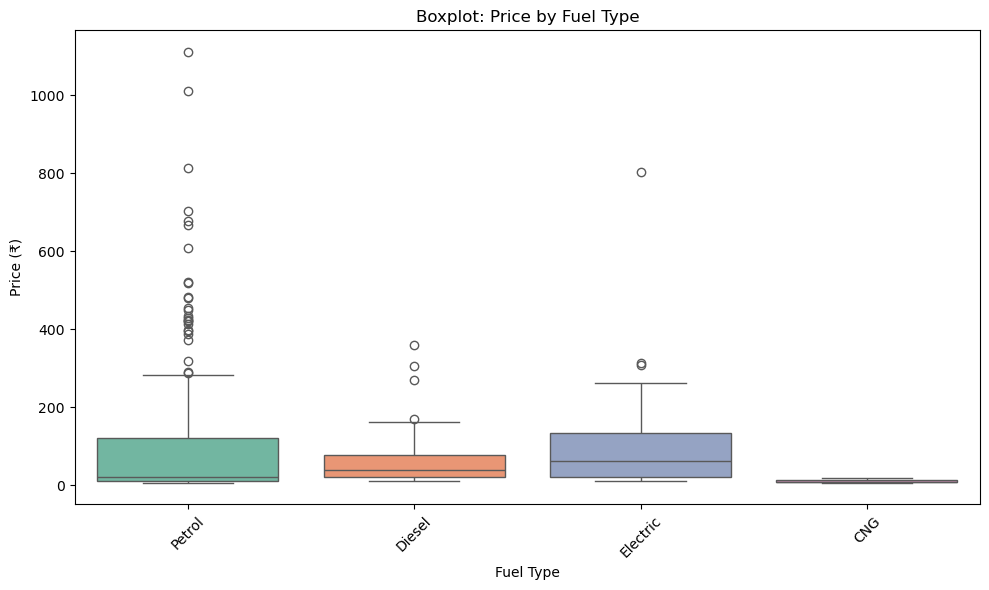 Boxplot: Price by Fuel Type
Price (₹)
1000
800
600
400
200
0
Petrol
Diesel
Electric
CNG
Fuel Type